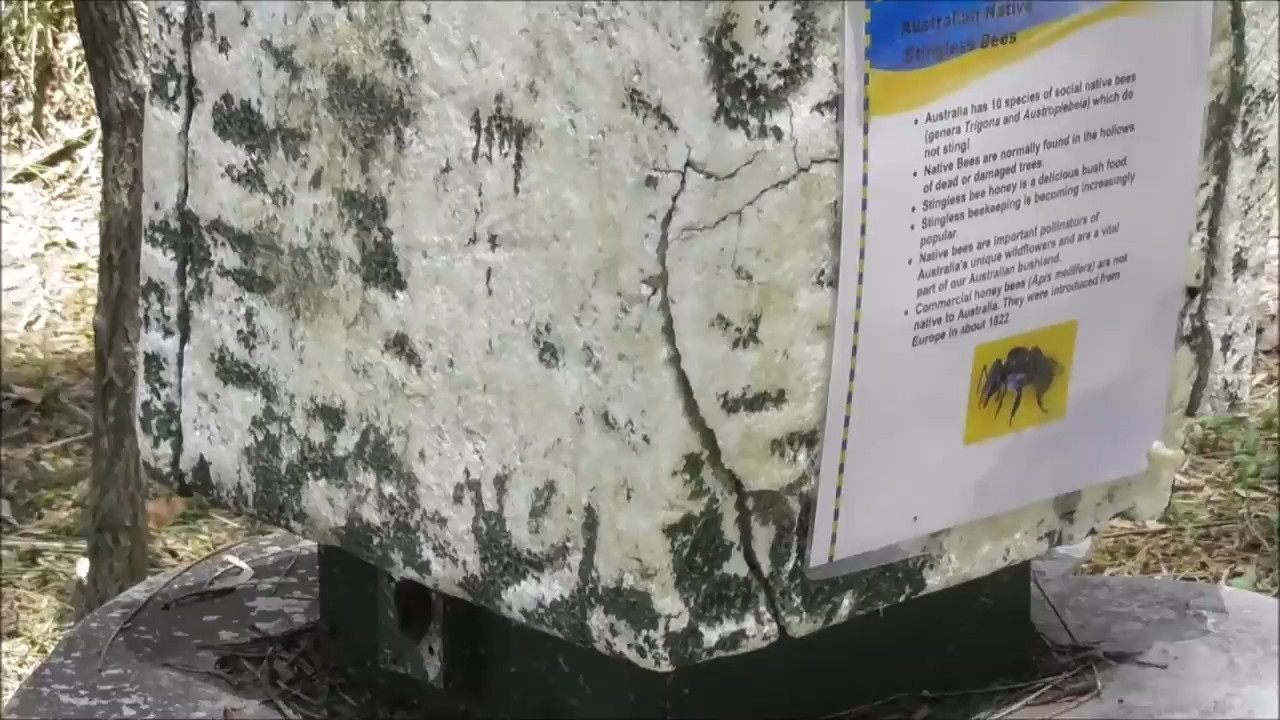 Australian Native
Stingless Bees
• Australia has 10 species of social native bees
(genera Trigona and Austroplebeia) which do
not sting!
• Native Bees are normally found in the hollows
of dead or damaged trees.
• Stingless bee honey is a delicious bush food.
• Stingless beekeeping is becoming increasingly
popular.
• Native bees are important pollinators of
Australia's unique wildflowers and are a vital
part of our Australian bushland.
• Commercial honey bees (Apis mellifera) are not
native to Australia. They were introduced from
Europe in about 1822.